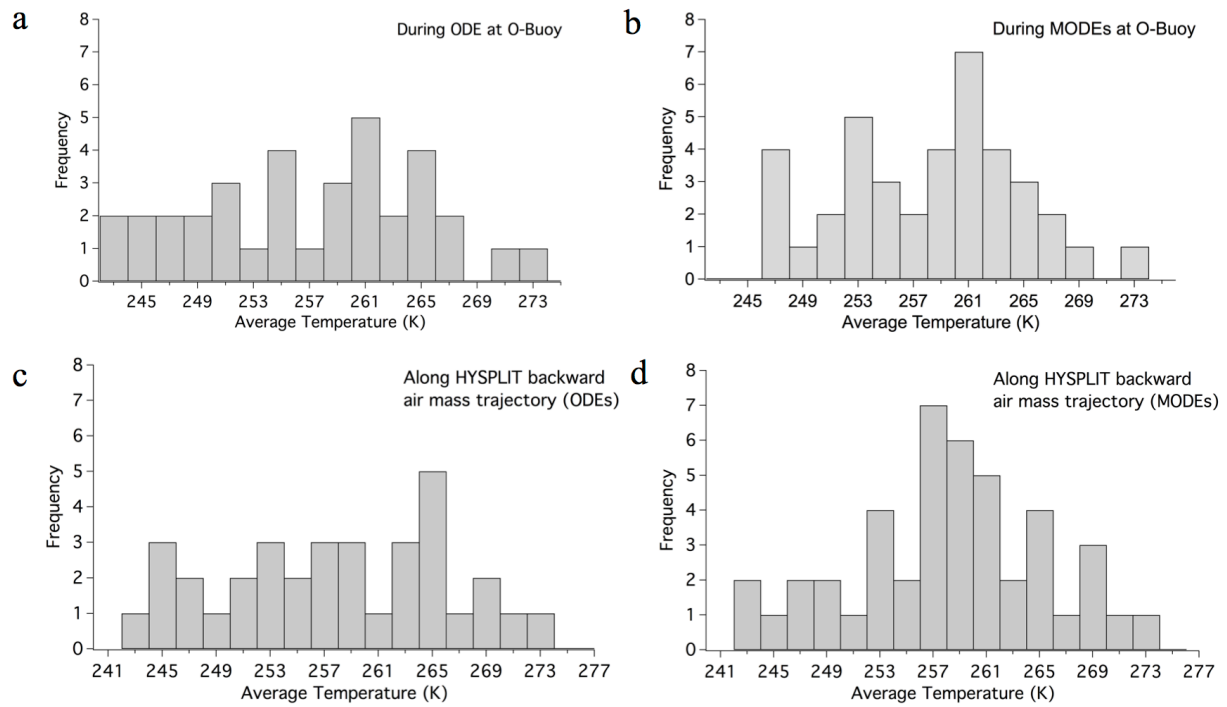 a
During ODE at O-Buoy
8
7
6
5
4
3
2
1
0
Frequency
245 249 253 257 261 265 269 273
Average Temperature (K)
b
During MODEs at O-Buoy
8
7
6
5
4
3
2
1
0
Frequency
245 249 253 257 261 265 269 273
Average Temperature (K)
c
Along HYSPLIT backward
air mass trajectory (ODEs)
8
7
6
5
4
3
2
1
0
Frequency
241 245 249 253 257 261 265 269 273 277
Average Temperature (K)
d
Along HYSPLIT backward
air mass trajectory (MODEs)
8
7
6
5
4
3
2
1
0
Frequency
241 245 249 253 257 261 265 269 273 277
Average Temperature (K)